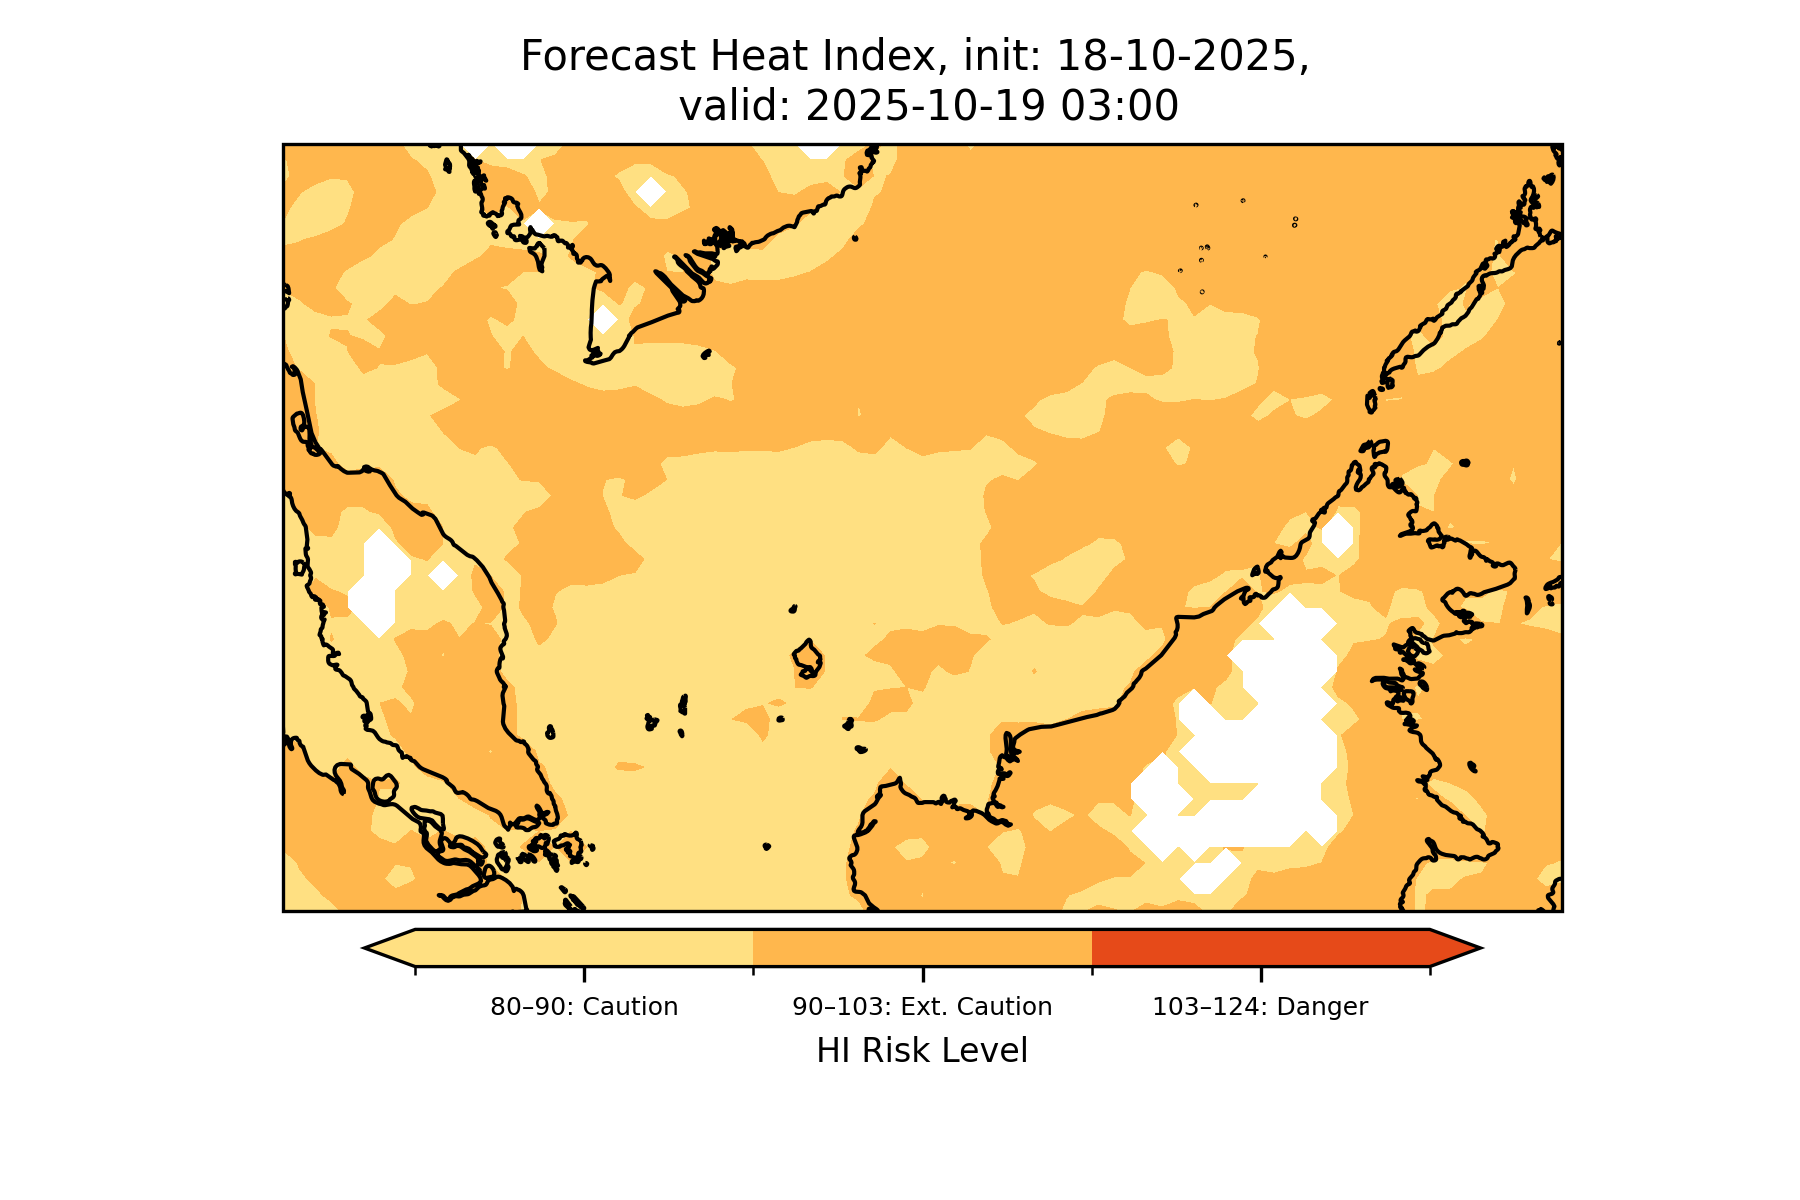 Forecast Heat Index, init: 18-10-2025,
valid: 2025-10-19 03:00
80–90: Caution
90–103: Ext. Caution
103–124: Danger
HI Risk Level